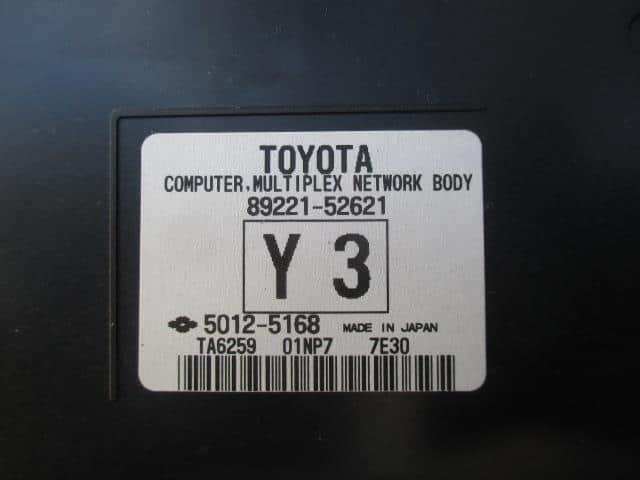 TOYOTA
COMPUTER,MULTIPLEX NETWORK BODY
89221-52621
Y 3
5012-5168 MADE IN JAPAN
TA6259 01NP7 7E30